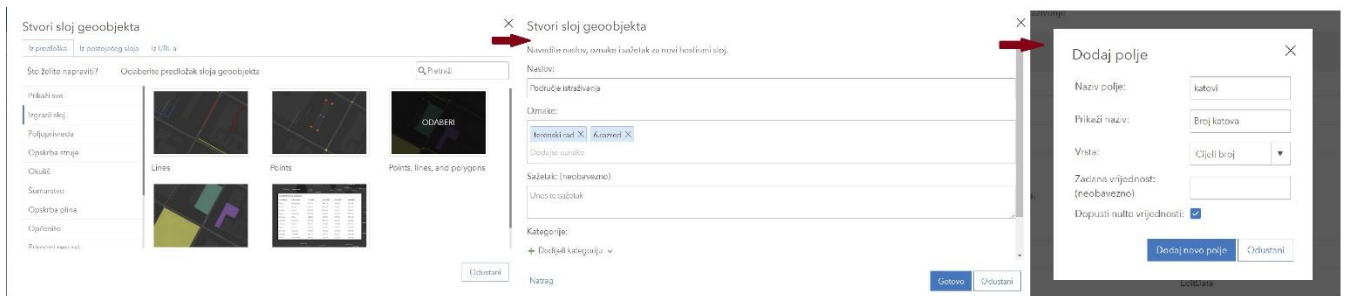 Stvori sloj geoobjekta
Iz predloška Iz postojećeg sloja Iz URL-a
Što želite napraviti? Odaberite predložak sloja geoobjekta
Pretraži
Prikaži sve
Izgradi sloj
Poljoprivreda
Opskrba struje
Okoliš
Šumarstvo
Opskrba plina
Općenito
ODABERI
Lines
Points
Points, lines, and polygons
Odustani
Stvori sloj geoobjekta
Navedite naslov, oznake i sažetak za novi hostirani sloj.
Naslov:
Područje istraživanja
Oznake:
terenski rad 6.razred
Dodajte oznake
Sažetak: (neobavezno)
Unesite sažetak
Kategorije:
+ Dodijeli kategoriju
Natrag
Gotovo Odustani
Dodaj polje
Naziv polje: katovi
Prikaži naziv: Broj katova
Vrsta: Cijeli broj
Zadana vrijednost:
(neobavezno)
Dopusti nulte vrijednosti:
Dodaj novo polje Odustani
EditDate